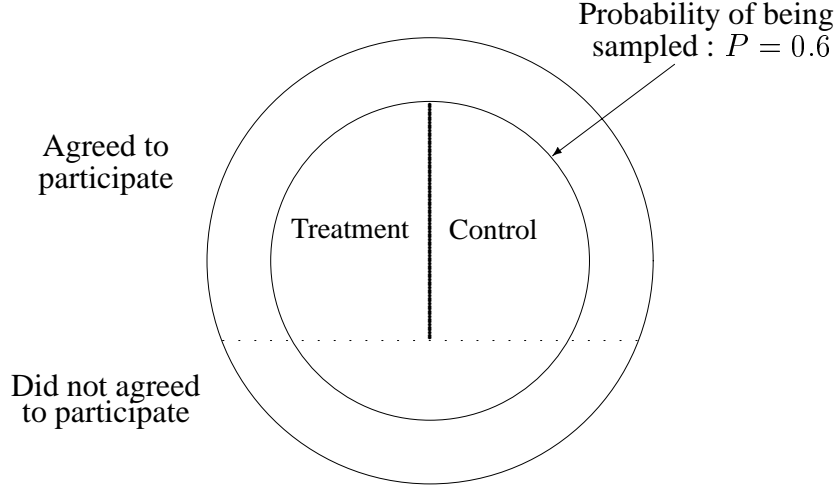 Probability of being
sampled : P = 0.6
Agreed to
participate
Treatment
Control
Did not agreed
to participate